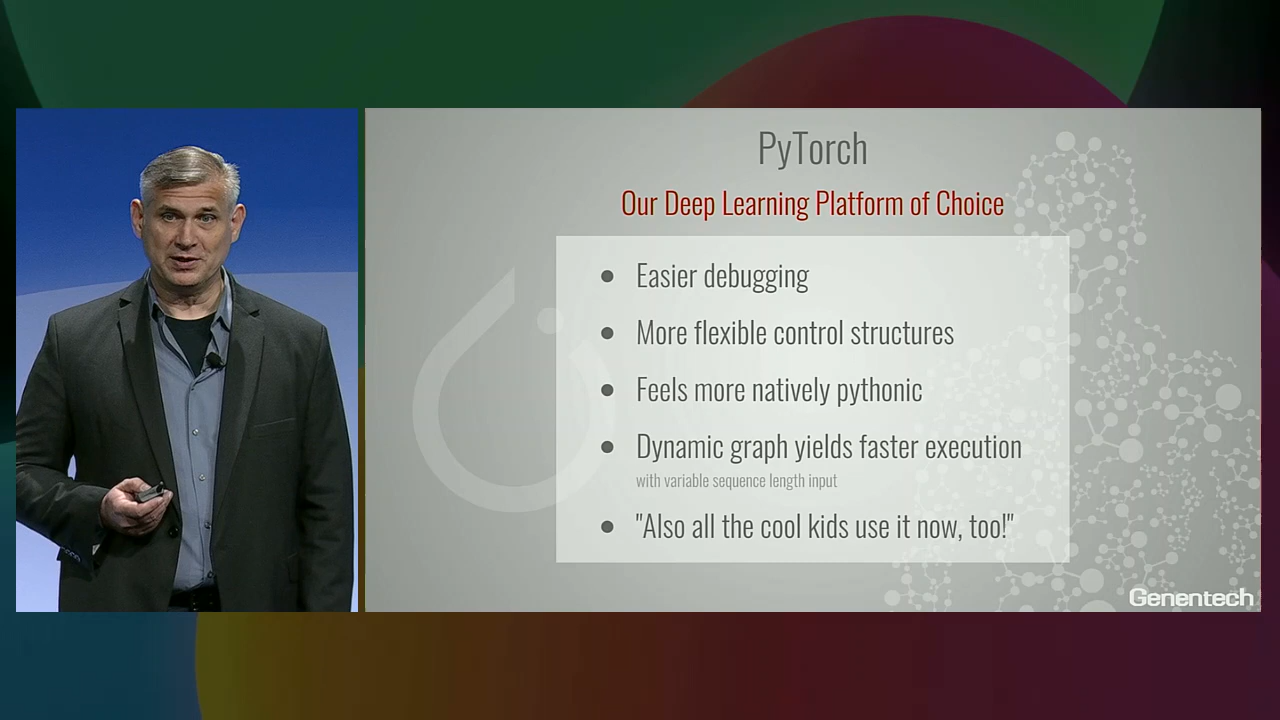 PyTorch
Our Deep Learning Platform of Choice
Easier debugging
More flexible control structures
Feels more natively pythonic
Dynamic graph yields faster execution
with variable sequence length input
"Also all the cool kids use it now, too!"
Genentech